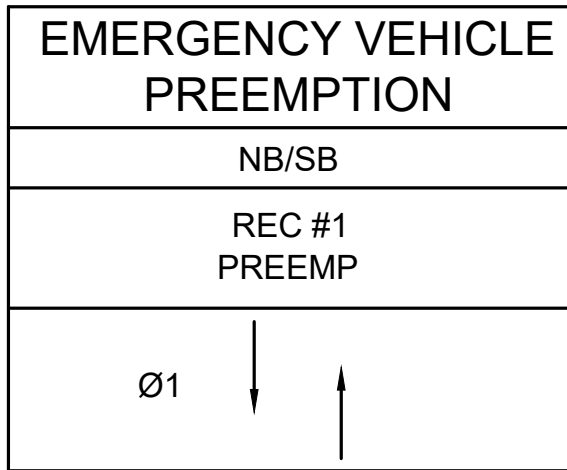 EMERGENCY VEHICLE
PREEMPTION
NB/SB
REC #1
PREEMP
Ø1